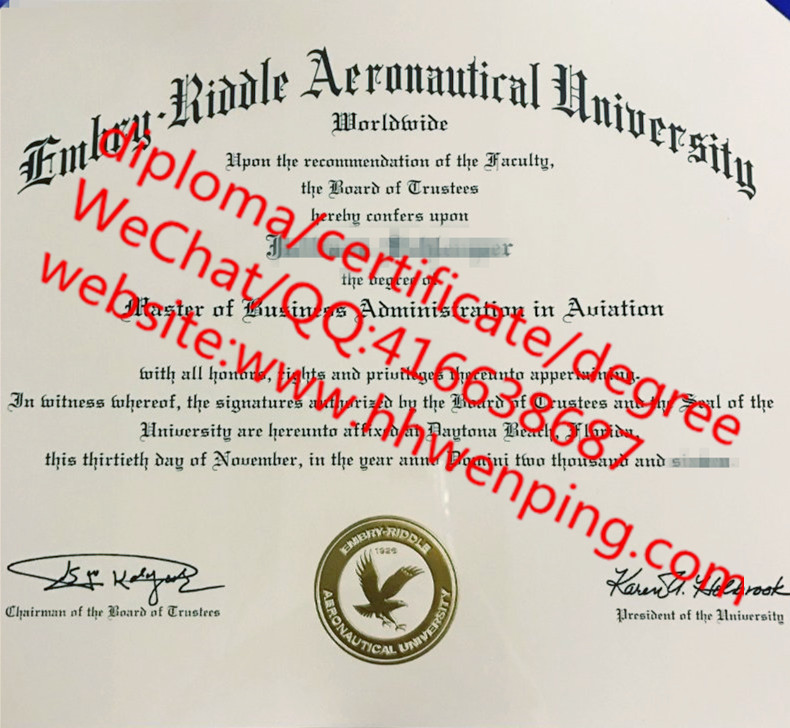 Embry-Riddle Aeronautical University
Worldwide
Upon the recommendation of the Faculty,
the Board of Trustees
hereby confers upon
the degree of
Master of Business Administration in Aviation
with all honors, rights and privileges thereunto appertaining.
In witness whereof, the signatures authorized by the Board of Trustees and the Seal of the
University are hereunto affixed at Daytona Beach, Florida,
this thirtieth day of November, in the year anno Domini two thousand and
diploma/certificate/degree
WeChat/QQ:416638687
website:www.hhwenping.com
EMBRY-RIDDLE
1926
AERONAUTICAL UNIVERSITY
Karen A. Holbrook
Chairman of the Board of Trustees
President of the University